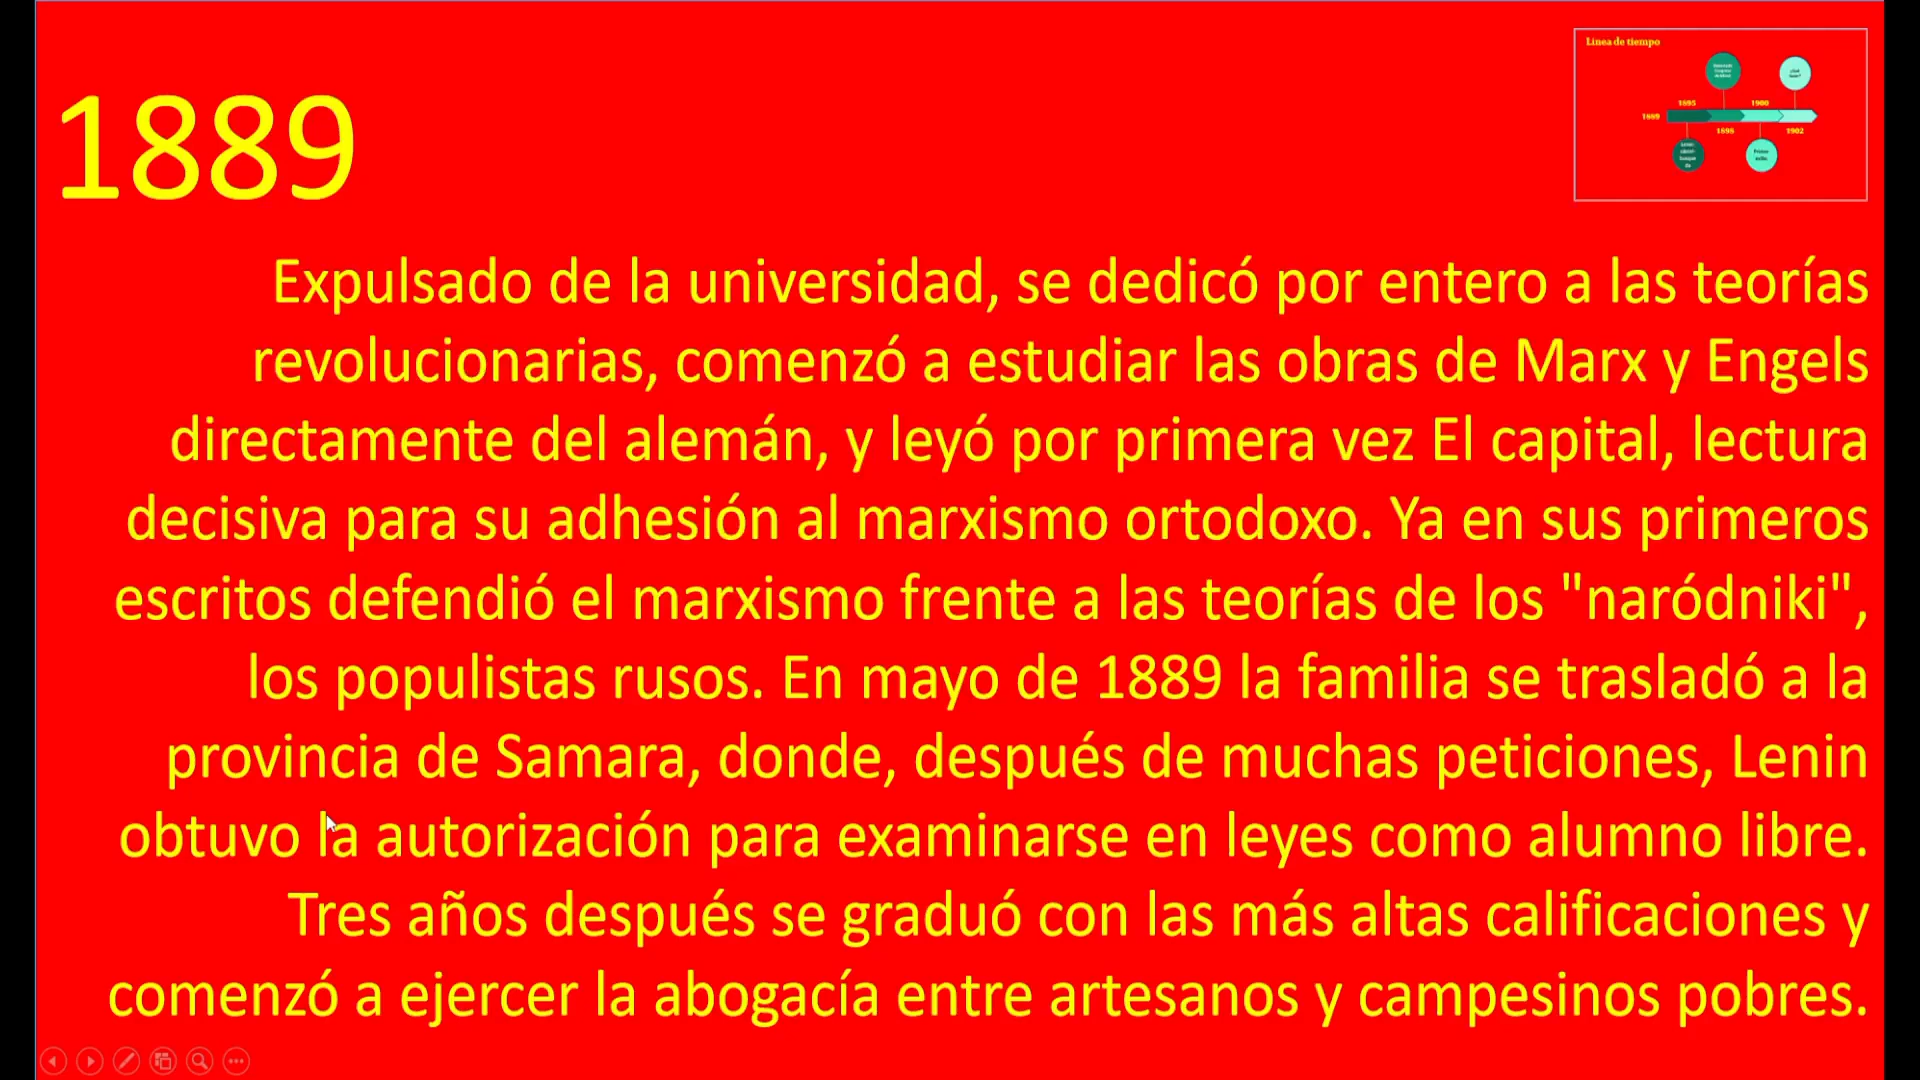 1889
Línea de tiempo
1895
1900
1889
1898
1902
Expulsado de la universidad, se dedicó por entero a las teorías
revolucionarias, comenzó a estudiar las obras de Marx y Engels
directamente del alemán, y leyó por primera vez El capital, lectura
decisiva para su adhesión al marxismo ortodoxo. Ya en sus primeros
escritos defendió el marxismo frente a las teorías de los "naródniki",
los populistas rusos. En mayo de 1889 la familia se trasladó a la
provincia de Samara, donde, después de muchas peticiones, Lenin
obtuvo la autorización para examinarse en leyes como alumno libre.
Tres años después se graduó con las más altas calificaciones y
comenzó a ejercer la abogacía entre artesanos y campesinos pobres.